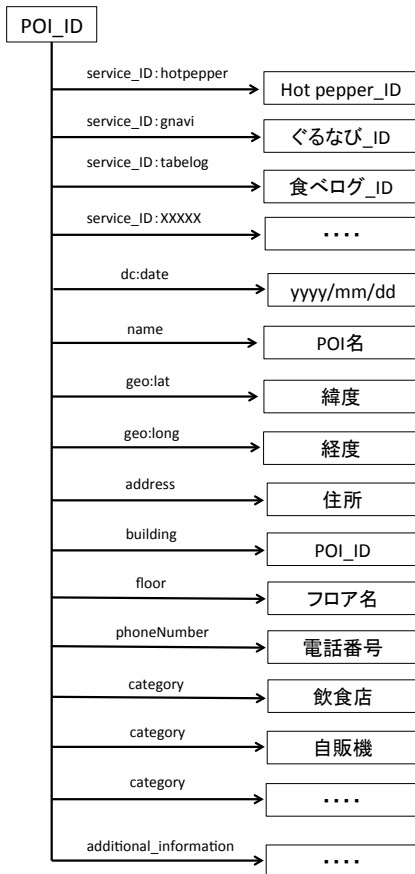 POI_ID
service_ID:hotpepper
Hot pepper_ID
service_ID:gnavi
ぐるなび_ID
service_ID:tabelog
食べログ_ID
service_ID:XXXXX
････
dc:date
yyyy/mm/dd
name
POI名
geo:lat
緯度
geo:long
経度
address
住所
building
POI_ID
floor
フロア名
phoneNumber
電話番号
category
飲食店
category
自販機
category
････
additional_information
････